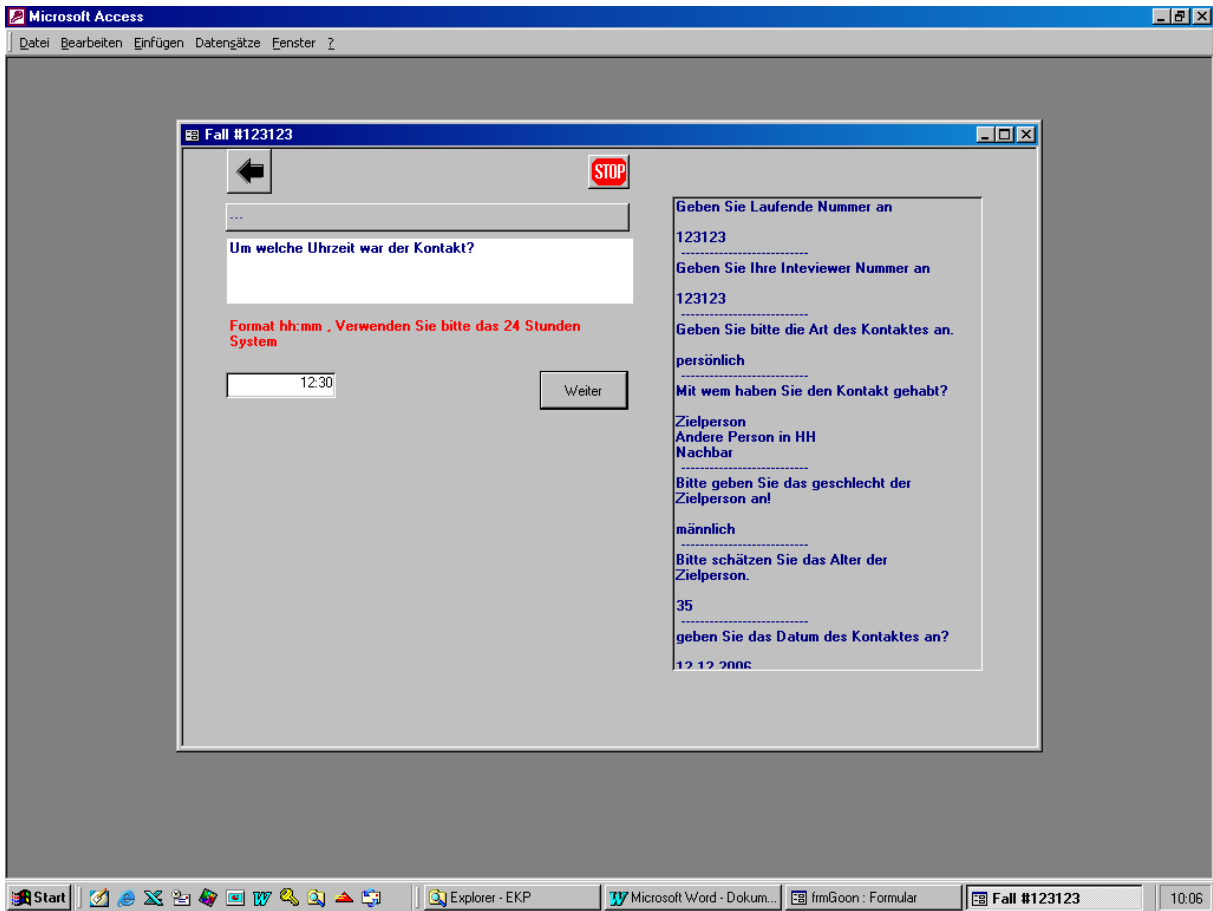 Microsoft Access
Datei Bearbeiten Einfügen Datensätze Fenster ?
Fall #123123
STOP
...
Um welche Uhrzeit war der Kontakt?
Format hh:mm , Verwenden Sie bitte das 24 Stunden
System
12:30
Weiter
Geben Sie Laufende Nummer an
123123
----------------------------
Geben Sie Ihre Inteviewer Nummer an
123123
----------------------------
Geben Sie bitte die Art des Kontaktes an.
persönlich
----------------------------
Mit wem haben Sie den Kontakt gehabt?
Zielperson
Andere Person in HH
Nachbar
----------------------------
Bitte geben Sie das geschlecht der
Zielperson an!
männlich
----------------------------
Bitte schätzen Sie das Alter der
Zielperson.
35
----------------------------
geben Sie das Datum des Kontaktes an?
12.12.2006
Start
Explorer - EKP
Microsoft Word - Dokum...
frmGoon : Formular
Fall #123123
10:06